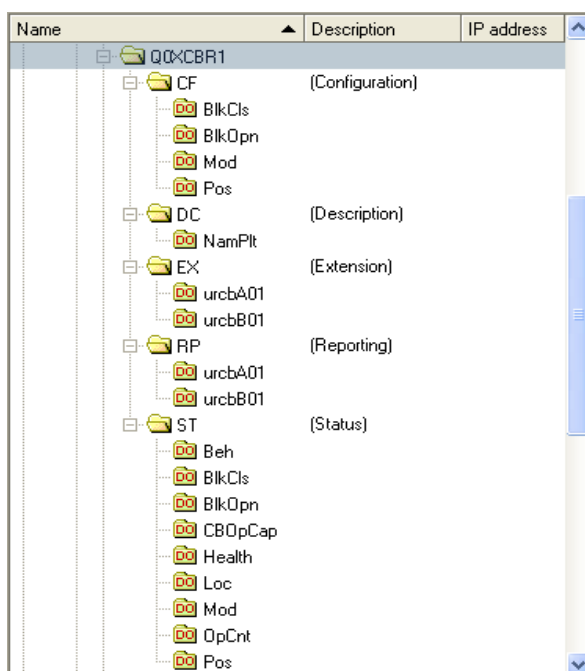 Name Description IP address
Q0XCBR1
CF (Configuration)
DO BlkCls
DO BlkOpn
DO Mod
DO Pos
DC (Description)
DO NamPlt
EX (Extension)
DO urcbA01
DO urcbB01
RP (Reporting)
DO urcbA01
DO urcbB01
ST (Status)
DO Beh
DO BlkCls
DO BlkOpn
DO CBOpCap
DO Health
DO Loc
DO Mod
DO OpCnt
DO Pos